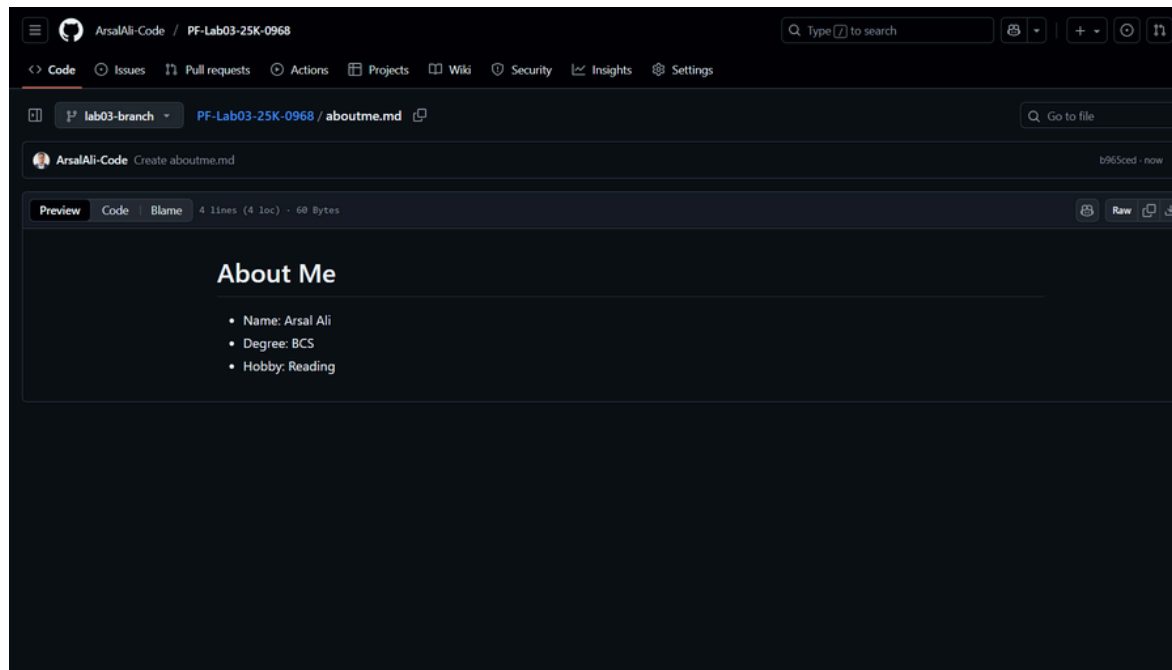 ArsalAli-Code / PF-Lab03-25K-0968
Type / to search
Code Issues Pull requests Actions Projects Wiki Security Insights Settings
lab03-branch PF-Lab03-25K-0968 / aboutme.md
Go to file
ArsalAli-Code Create aboutme.md
b965ced · now
Preview Code Blame 4 lines (4 loc) · 60 Bytes
Raw
About Me
• Name: Arsal Ali
• Degree: BCS
• Hobby: Reading